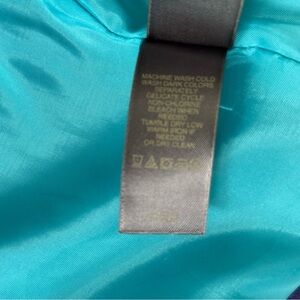 MACHINE WASH COLD
WASH DARK COLORS
SEPARATELY
DELICATE CYCLE
NON-CHLORINE
BLEACH WHEN
NEEDED
TUMBLE DRY LOW
WARM IRON IF
NEEDED
OR DRY CLEAN